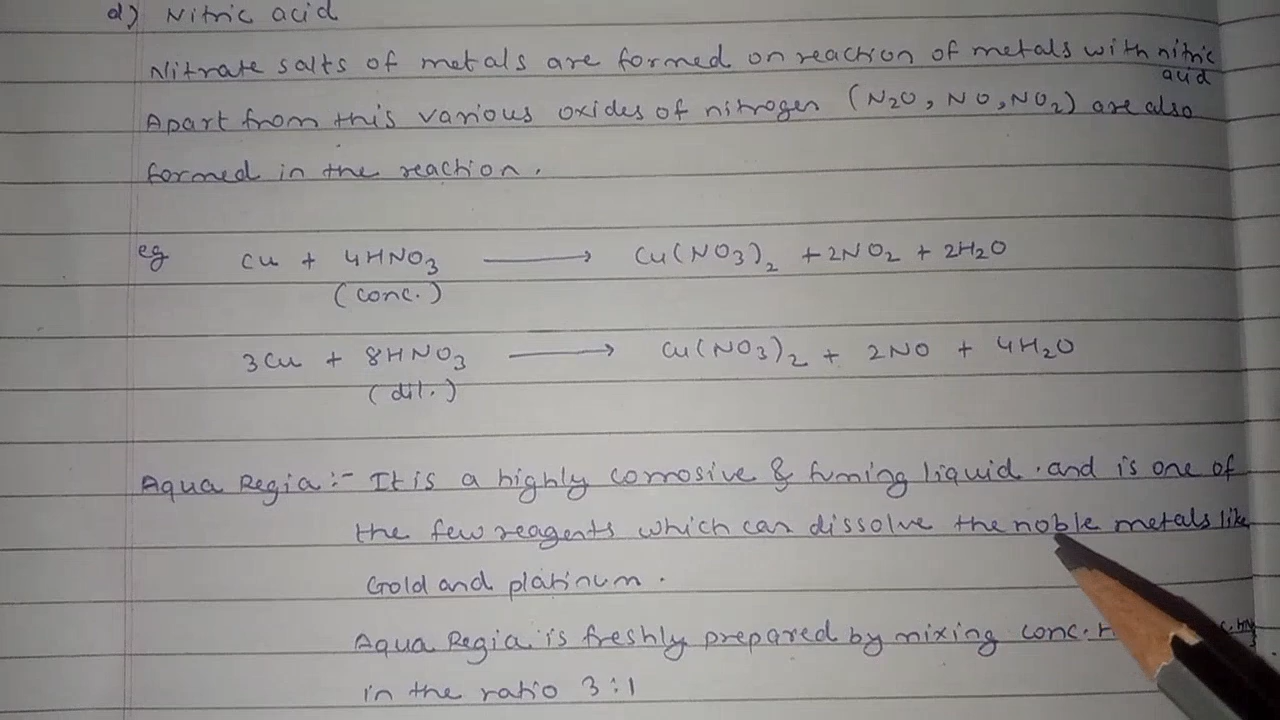 d) Nitric acid
Nitrate salts of metals are formed on reaction of metals with nitric
acid
Apart from this various oxides of nitrogen (N2O, NO, NO2) are also
formed in the reaction.
eg Cu + 4HNO3 ⟶ Cu(NO3)2 + 2NO2 + 2H2O
(conc.)
3Cu + 8HNO3 ⟶ Cu(NO3)2 + 2NO + 4H2O
(dil.)
Aqua Regia :- It is a highly corrosive & fuming liquid. and is one of
the few reagents which can dissolve the noble metals like
Gold and platinum.
Aqua Regia is freshly prepared by mixing conc.
in the ratio 3:1